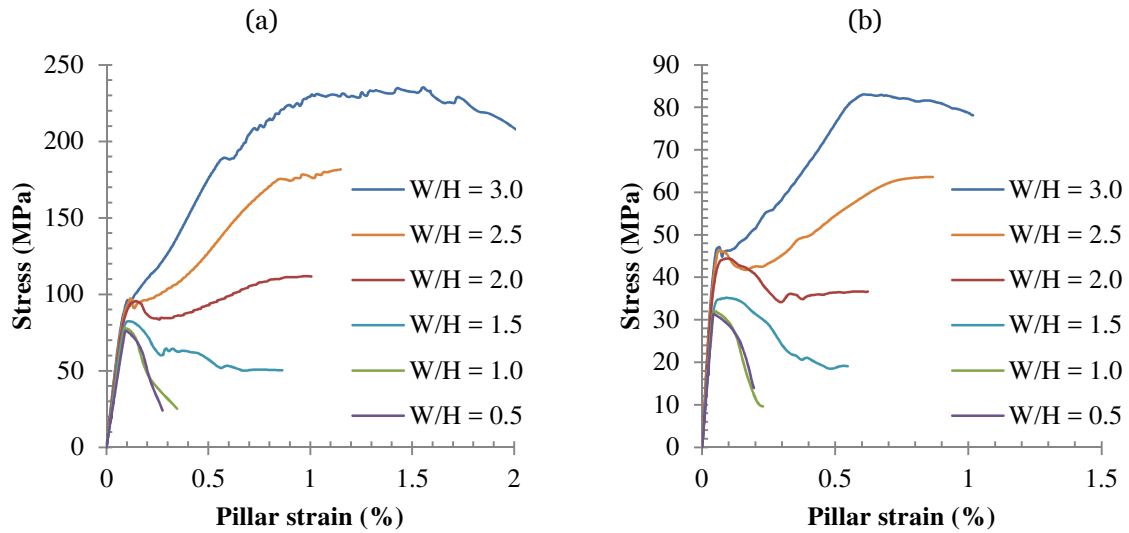 (a)
250
200
150
100
50
0
Stress (MPa)
0 0.5 1 1.5 2
Pillar strain (%)
W/H = 3.0
W/H = 2.5
W/H = 2.0
W/H = 1.5
W/H = 1.0
W/H = 0.5
(b)
90
80
70
60
50
40
30
20
10
0
Stress (MPa)
0 0.5 1 1.5
Pillar strain (%)
W/H = 3.0
W/H = 2.5
W/H = 2.0
W/H = 1.5
W/H = 1.0
W/H = 0.5